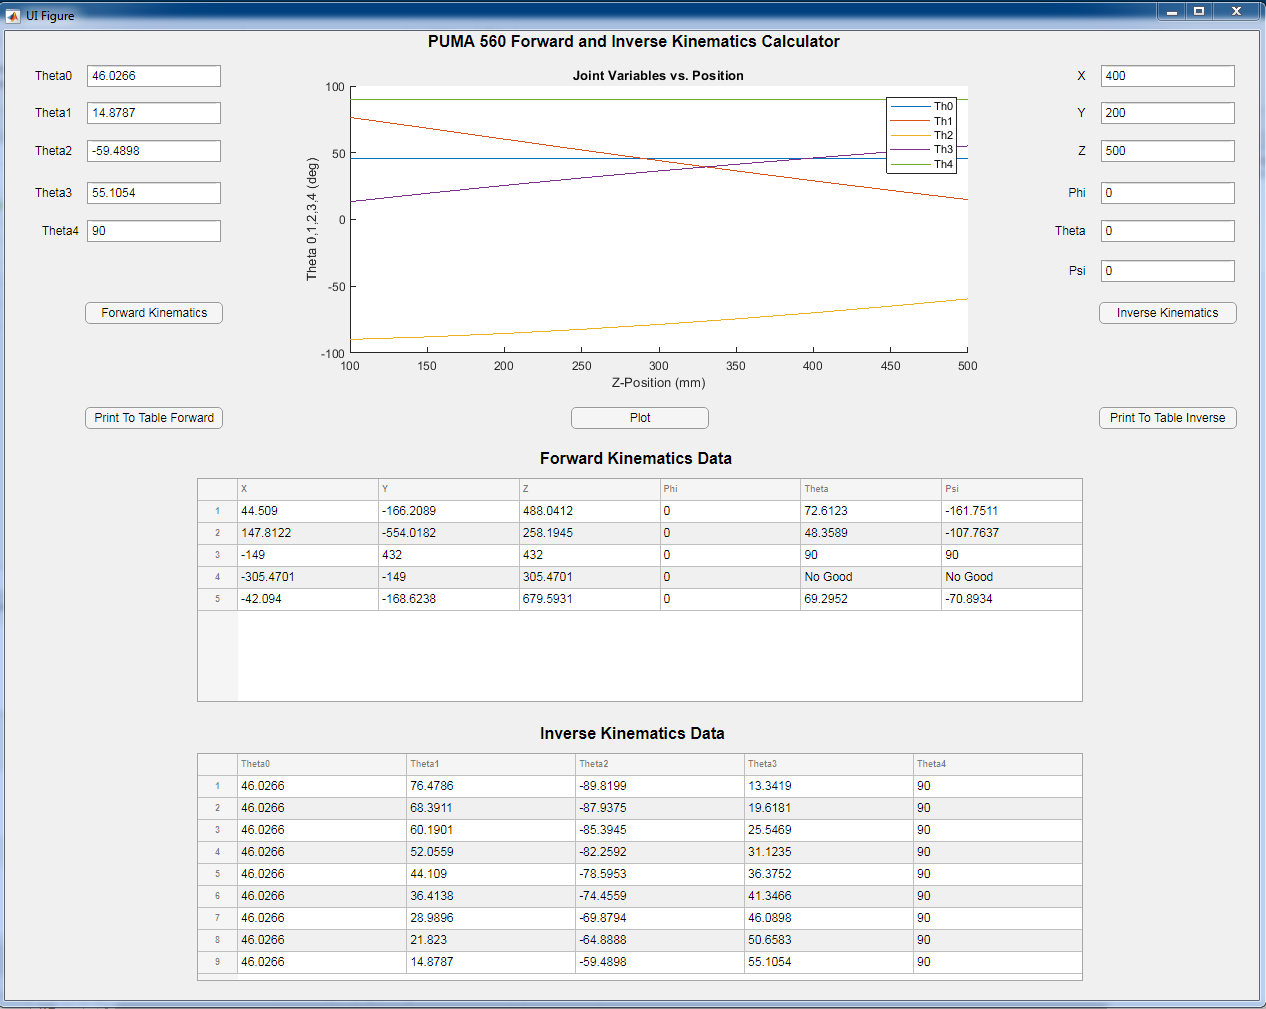 UI Figure
PUMA 560 Forward and Inverse Kinematics Calculator
Theta0 46.0266
Theta1 14.8787
Theta2 -59.4898
Theta3 55.1054
Theta4 90
Forward Kinematics
Print To Table Forward
Joint Variables vs. Position
Theta 0,1,2,3,4 (deg)
100
50
0
-50
-100
100 150 200 250 300 350 400 450 500
Z-Position (mm)
Th0
Th1
Th2
Th3
Th4
Plot
X 400
Y 200
Z 500
Phi 0
Theta 0
Psi 0
Inverse Kinematics
Print To Table Inverse
Forward Kinematics Data
X Y Z Phi Theta Psi
1 44.509 -166.2089 488.0412 0 72.6123 -161.7511
2 147.8122 -554.0182 258.1945 0 48.3589 -107.7637
3 -149 432 432 0 90 90
4 -305.4701 -149 305.4701 0 No Good No Good
5 -42.094 -168.6238 679.5931 0 69.2952 -70.8934
Inverse Kinematics Data
Theta0 Theta1 Theta2 Theta3 Theta4
1 46.0266 76.4786 -89.8199 13.3419 90
2 46.0266 68.3911 -87.9375 19.6181 90
3 46.0266 60.1901 -85.3945 25.5469 90
4 46.0266 52.0559 -82.2592 31.1235 90
5 46.0266 44.109 -78.5953 36.3752 90
6 46.0266 36.4138 -74.4559 41.3466 90
7 46.0266 28.9896 -69.8794 46.0898 90
8 46.0266 21.823 -64.8888 50.6583 90
9 46.0266 14.8787 -59.4898 55.1054 90